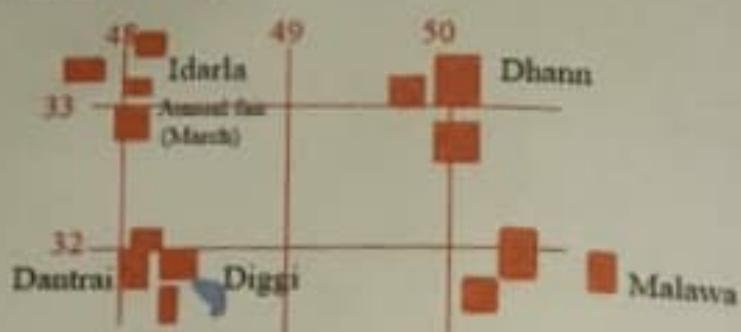 48 49 50
Idarla Dhann
33
Annual fair
(March)
32
Dantrai Diggi Malawa